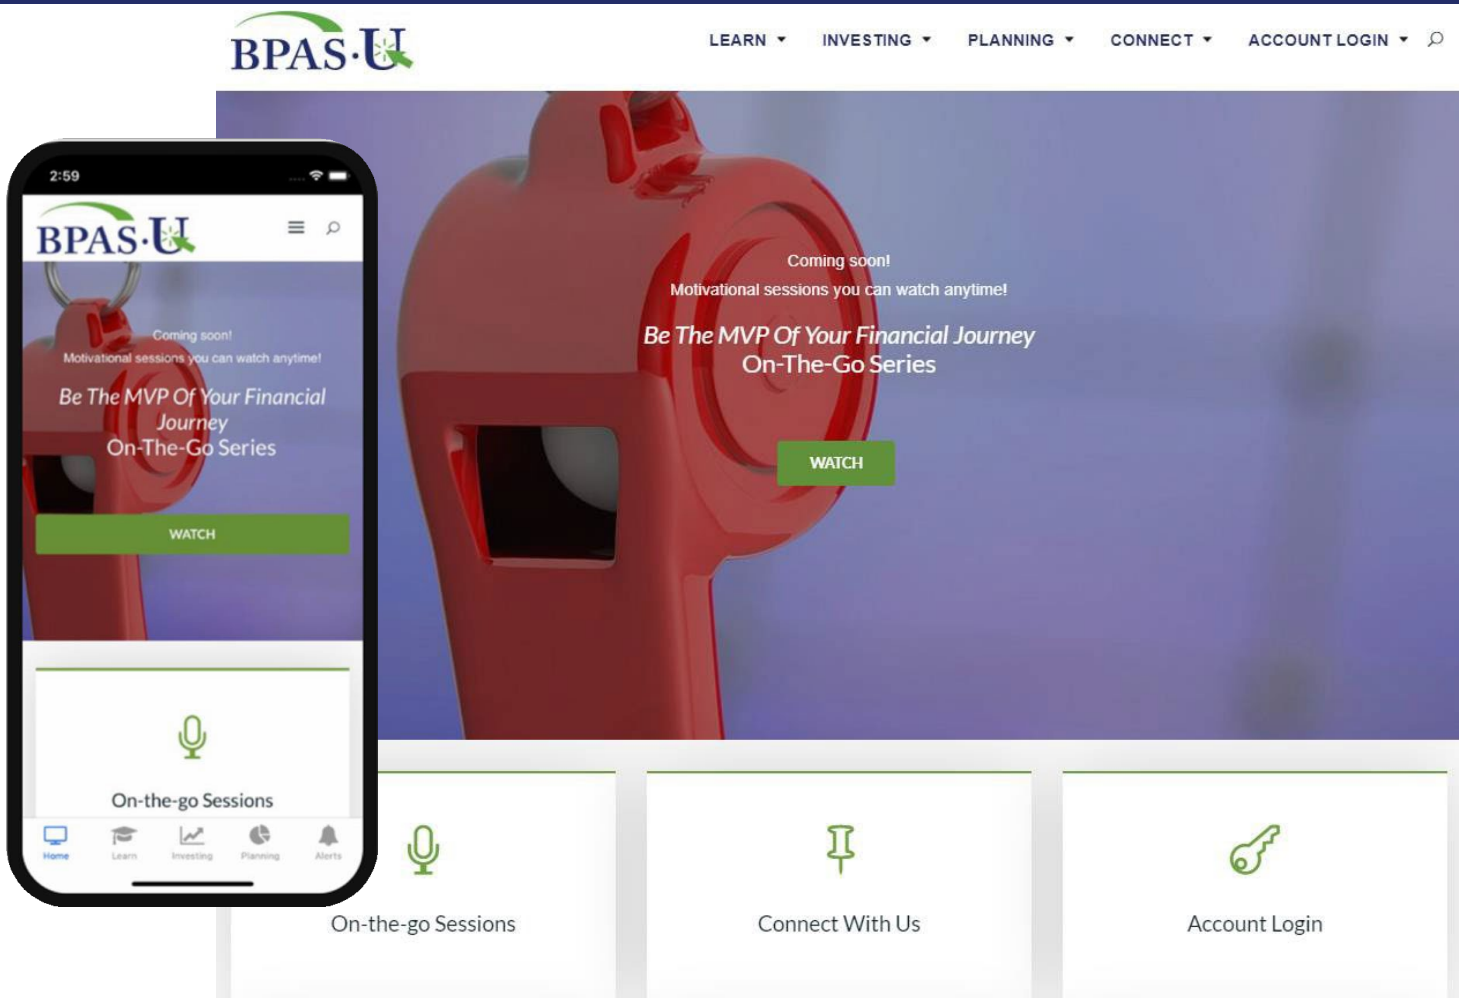 BPAS·U
LEARN
INVESTING
PLANNING
CONNECT
ACCOUNT LOGIN
Coming soon!
Motivational sessions you can watch anytime!
Be The MVP Of Your Financial Journey
On-The-Go Series
WATCH
On-the-go Sessions
Connect With Us
Account Login
2:59
BPAS·U
Coming soon!
Motivational sessions you can watch anytime!
Be The MVP Of Your Financial
Journey
On-The-Go Series
WATCH
On-the-go Sessions
Home
Learn
Investing
Planning
Alerts